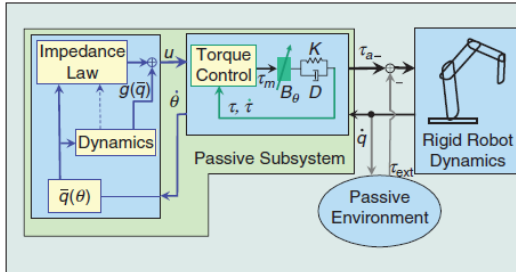 Impedance
Law
u
g(q̄)
Dynamics
q̄(θ)
θ̇
Torque
Control
τm
Bθ
K
D
τ, τ̇
Passive Subsystem
τa
−
−
q̇
τext
Passive
Environment
Rigid Robot
Dynamics